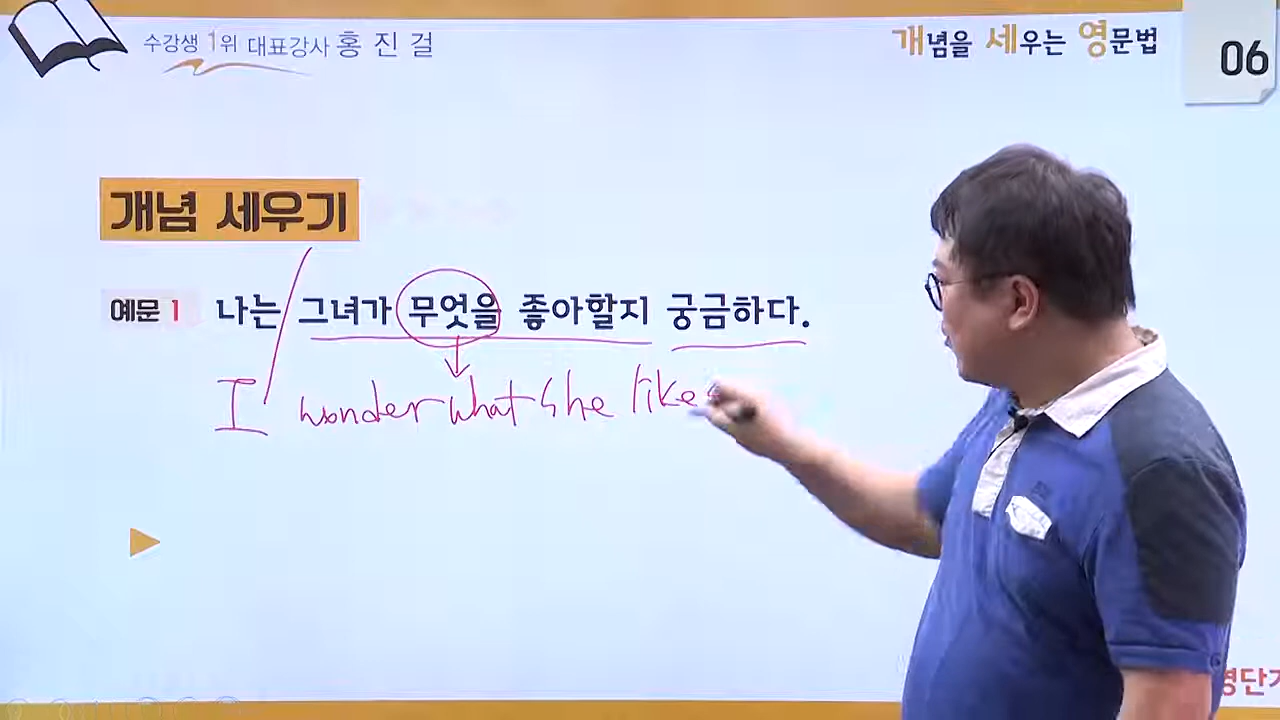 수강생 1위 대표강사 홍 진 걸
개념을 세우는 영문법
06
개념 세우기
예문 1 나는 그녀가 무엇을 좋아할지 궁금하다.
I wonder what she likes